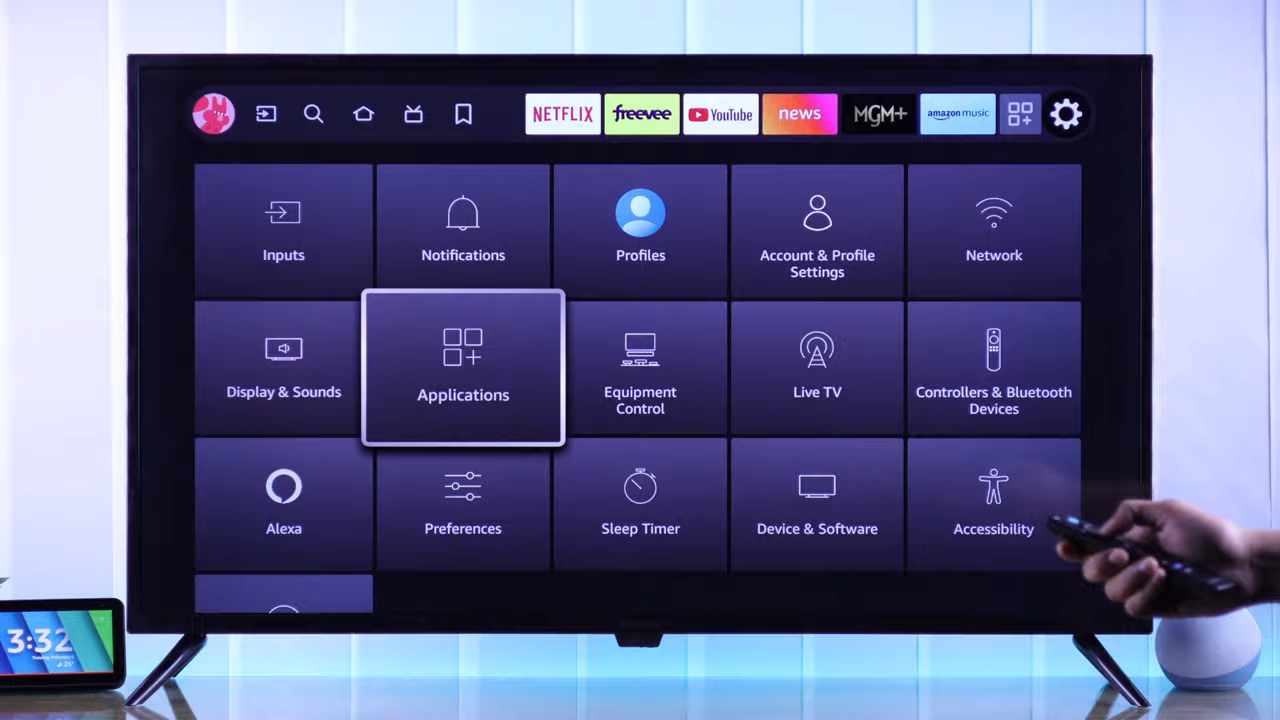 NETFLIX
freevee
YouTube
news
MGM+
amazon music
Inputs
Notifications
Profiles
Account & Profile
Settings
Network
Display & Sounds
Applications
Equipment
Control
Live TV
Controllers & Bluetooth
Devices
Alexa
Preferences
Sleep Timer
Device & Software
Accessibility
3:32
25°